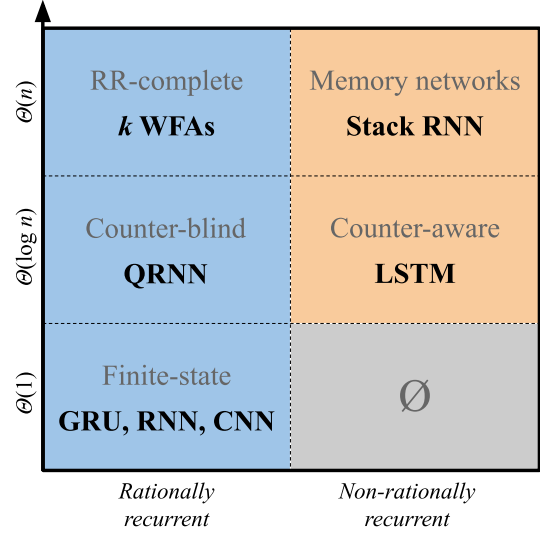 Θ(n)
RR-complete
k WFAs
Memory networks
Stack RNN
Θ(log n)
Counter-blind
QRNN
Counter-aware
LSTM
Θ(1)
Finite-state
GRU, RNN, CNN
Ø
Rationally
recurrent
Non-rationally
recurrent